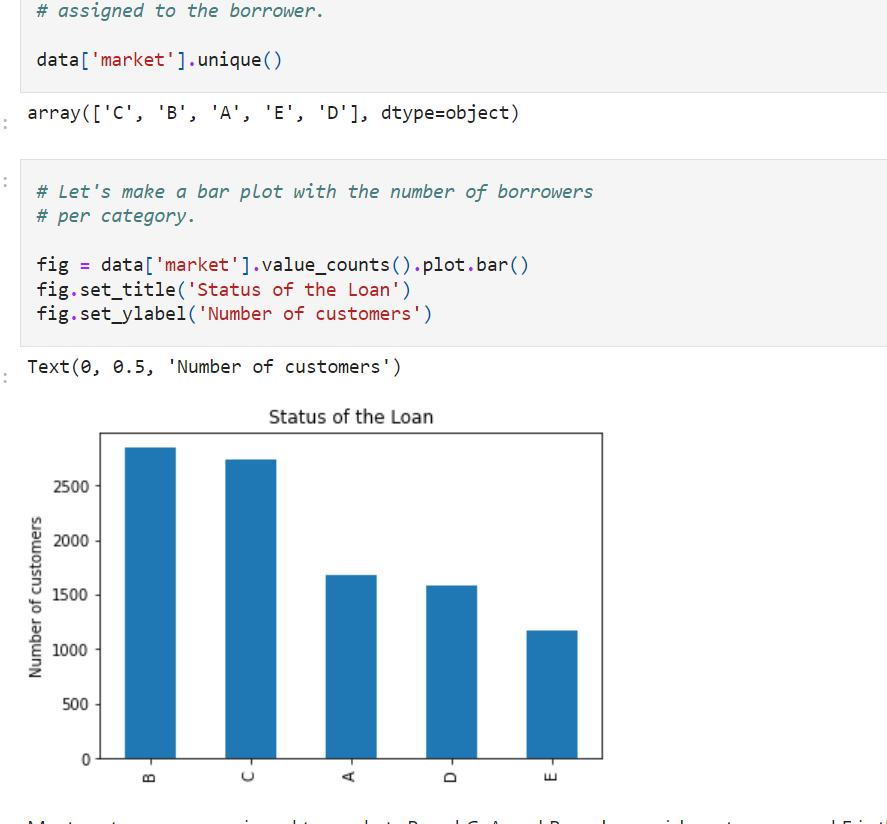 # assigned to the borrower.
data['market'].unique()
array(['C', 'B', 'A', 'E', 'D'], dtype=object)
# Let's make a bar plot with the number of borrowers
# per category.
fig = data['market'].value_counts().plot.bar()
fig.set_title('Status of the Loan')
fig.set_ylabel('Number of customers')
Text(0, 0.5, 'Number of customers')
Status of the Loan
Number of customers
2500
2000
1500
1000
500
0
B C A D E